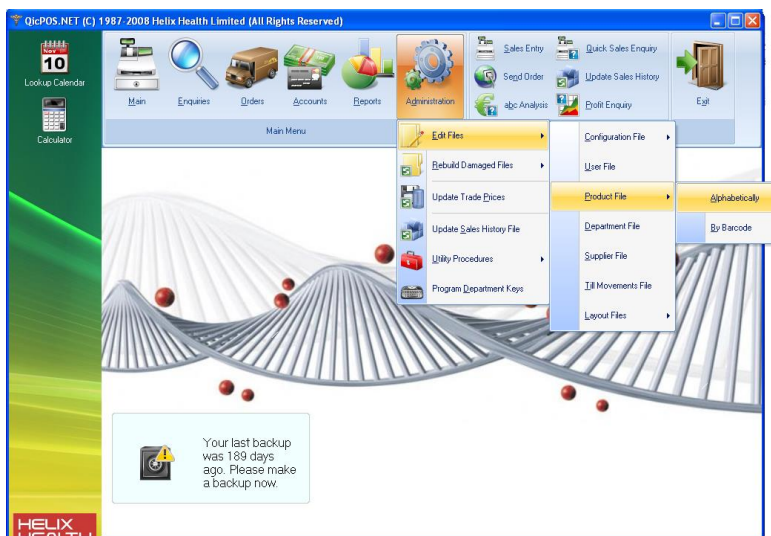 QicPOS.NET (C) 1987-2008 Helix Health Limited (All Rights Reserved)
Nov
10
Lookup Calendar
Calculator
Main
Enquiries
Orders
Accounts
Reports
Administration
Main Menu
Sales Entry
Send Order
abc Analysis
Quick Sales Enquiry
Update Sales History
Profit Enquiry
Exit
Edit Files
Rebuild Damaged Files
Update Trade Prices
Update Sales History File
Utility Procedures
Program Department Keys
Configuration File
User File
Product File
Department File
Supplier File
Till Movements File
Layout Files
Alphabetically
By Barcode
Your last backup
was 189 days
ago. Please make
a backup now.
HELIX
HEALTH